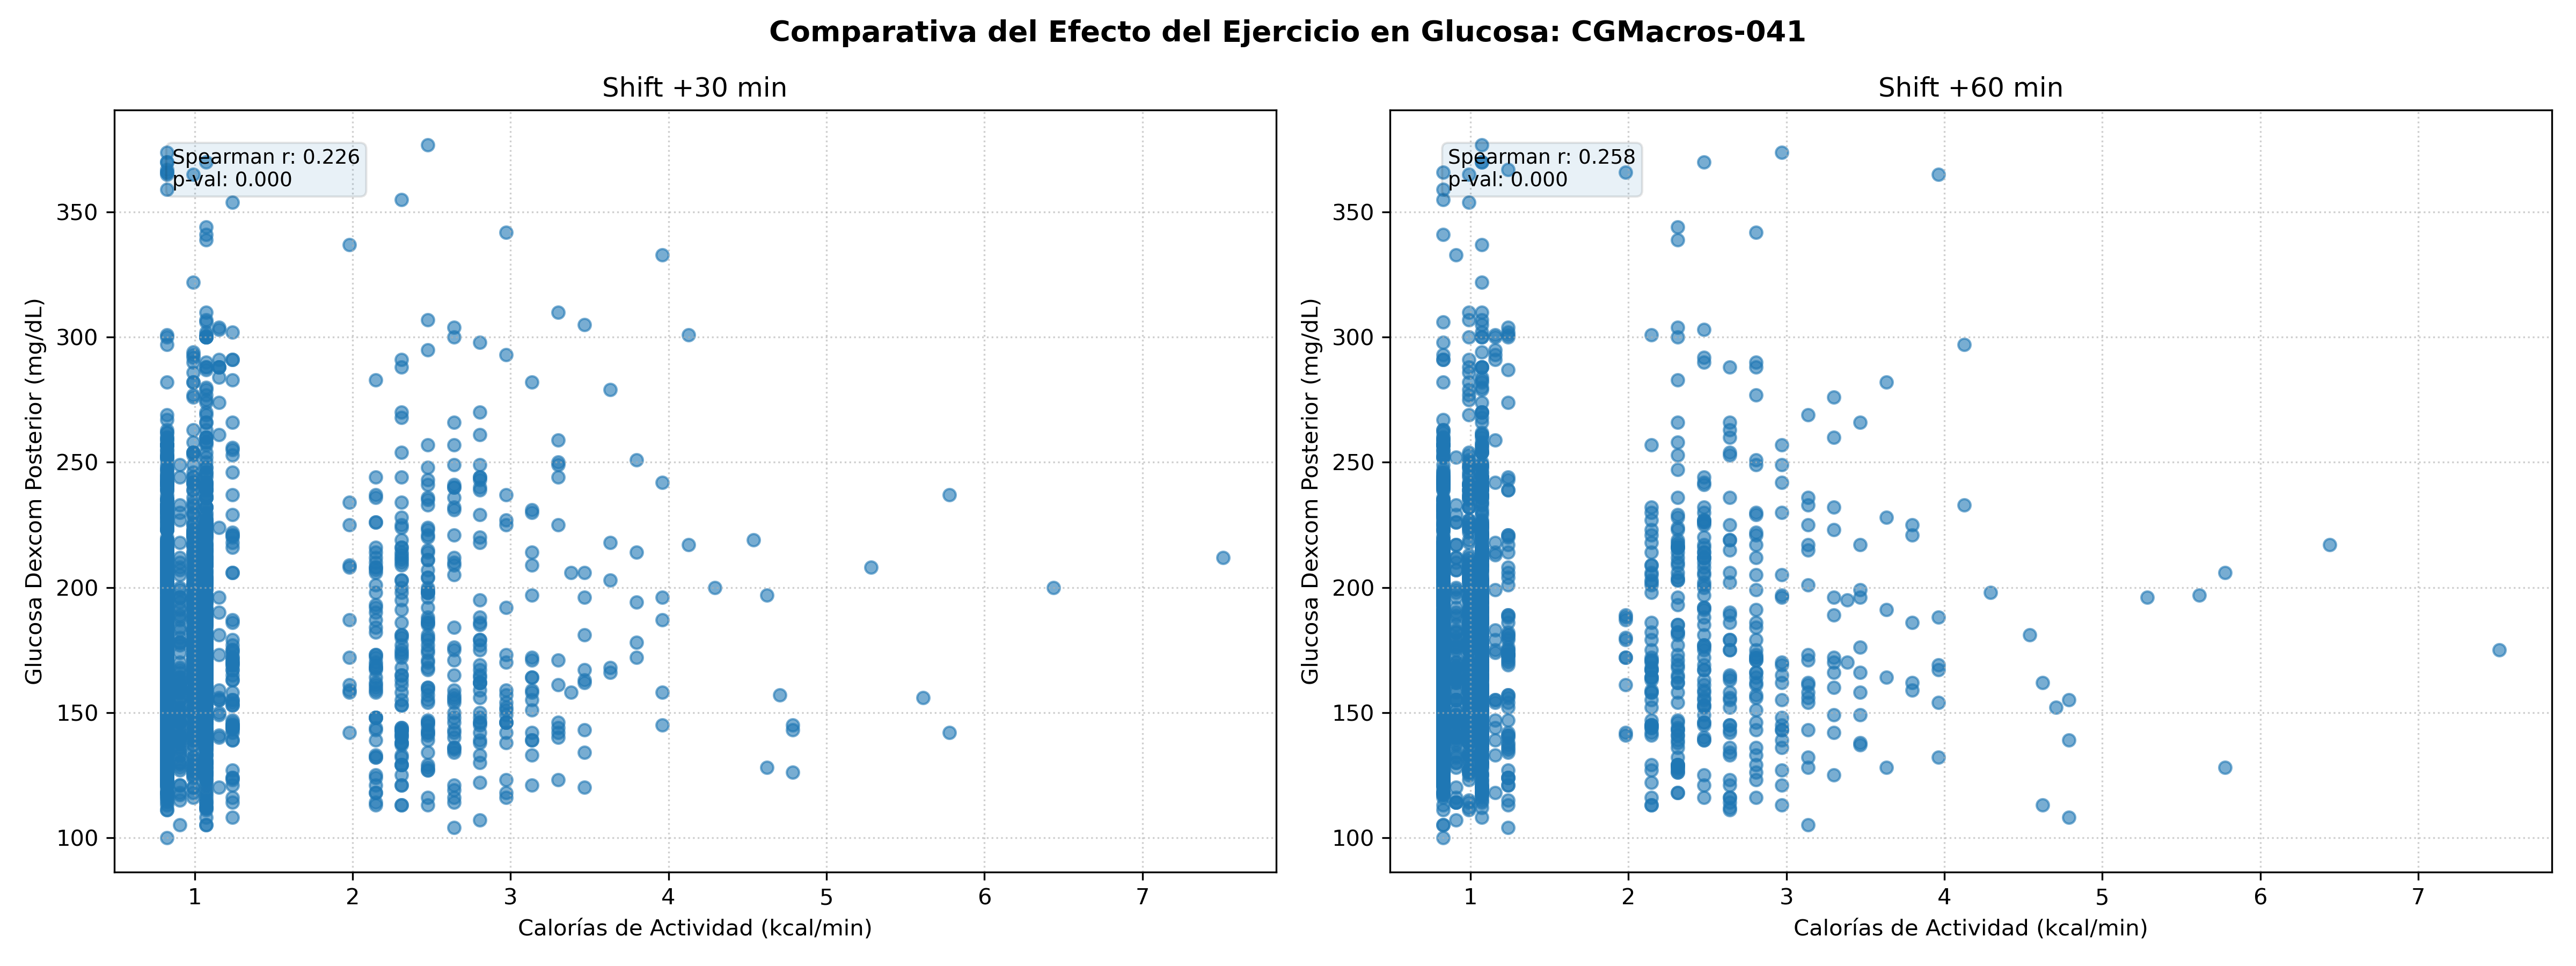 Comparativa del Efecto del Ejercicio en Glucosa: CGMacros-041
Shift +30 min
Spearman r: 0.226
p-val: 0.000
350
300
250
200
150
100
Glucosa Dexcom Posterior (mg/dL)
1 2 3 4 5 6 7
Calorías de Actividad (kcal/min)
Shift +60 min
Spearman r: 0.258
p-val: 0.000
350
300
250
200
150
100
Glucosa Dexcom Posterior (mg/dL)
1 2 3 4 5 6 7
Calorías de Actividad (kcal/min)